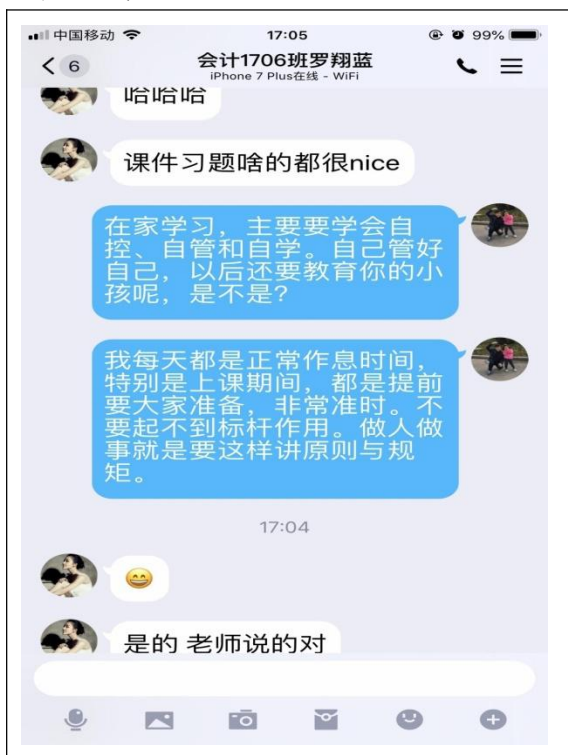 中国移动 17:05 99%
6 会计1706班罗翔蓝
iPhone 7 Plus在线 - WiFi
哈哈哈
课件习题啥的都很nice
在家学习，主要要学会自
控、自管和自学。自己管好
自己，以后还要教育你的小
孩呢，是不是？
我每天都是正常作息时间，
特别是上课期间，都是提前
要大家准备，非常准时。不
要起不到标杆作用。做人做
事就是要这样讲原则与规
矩。
17:04
是的 老师说的对